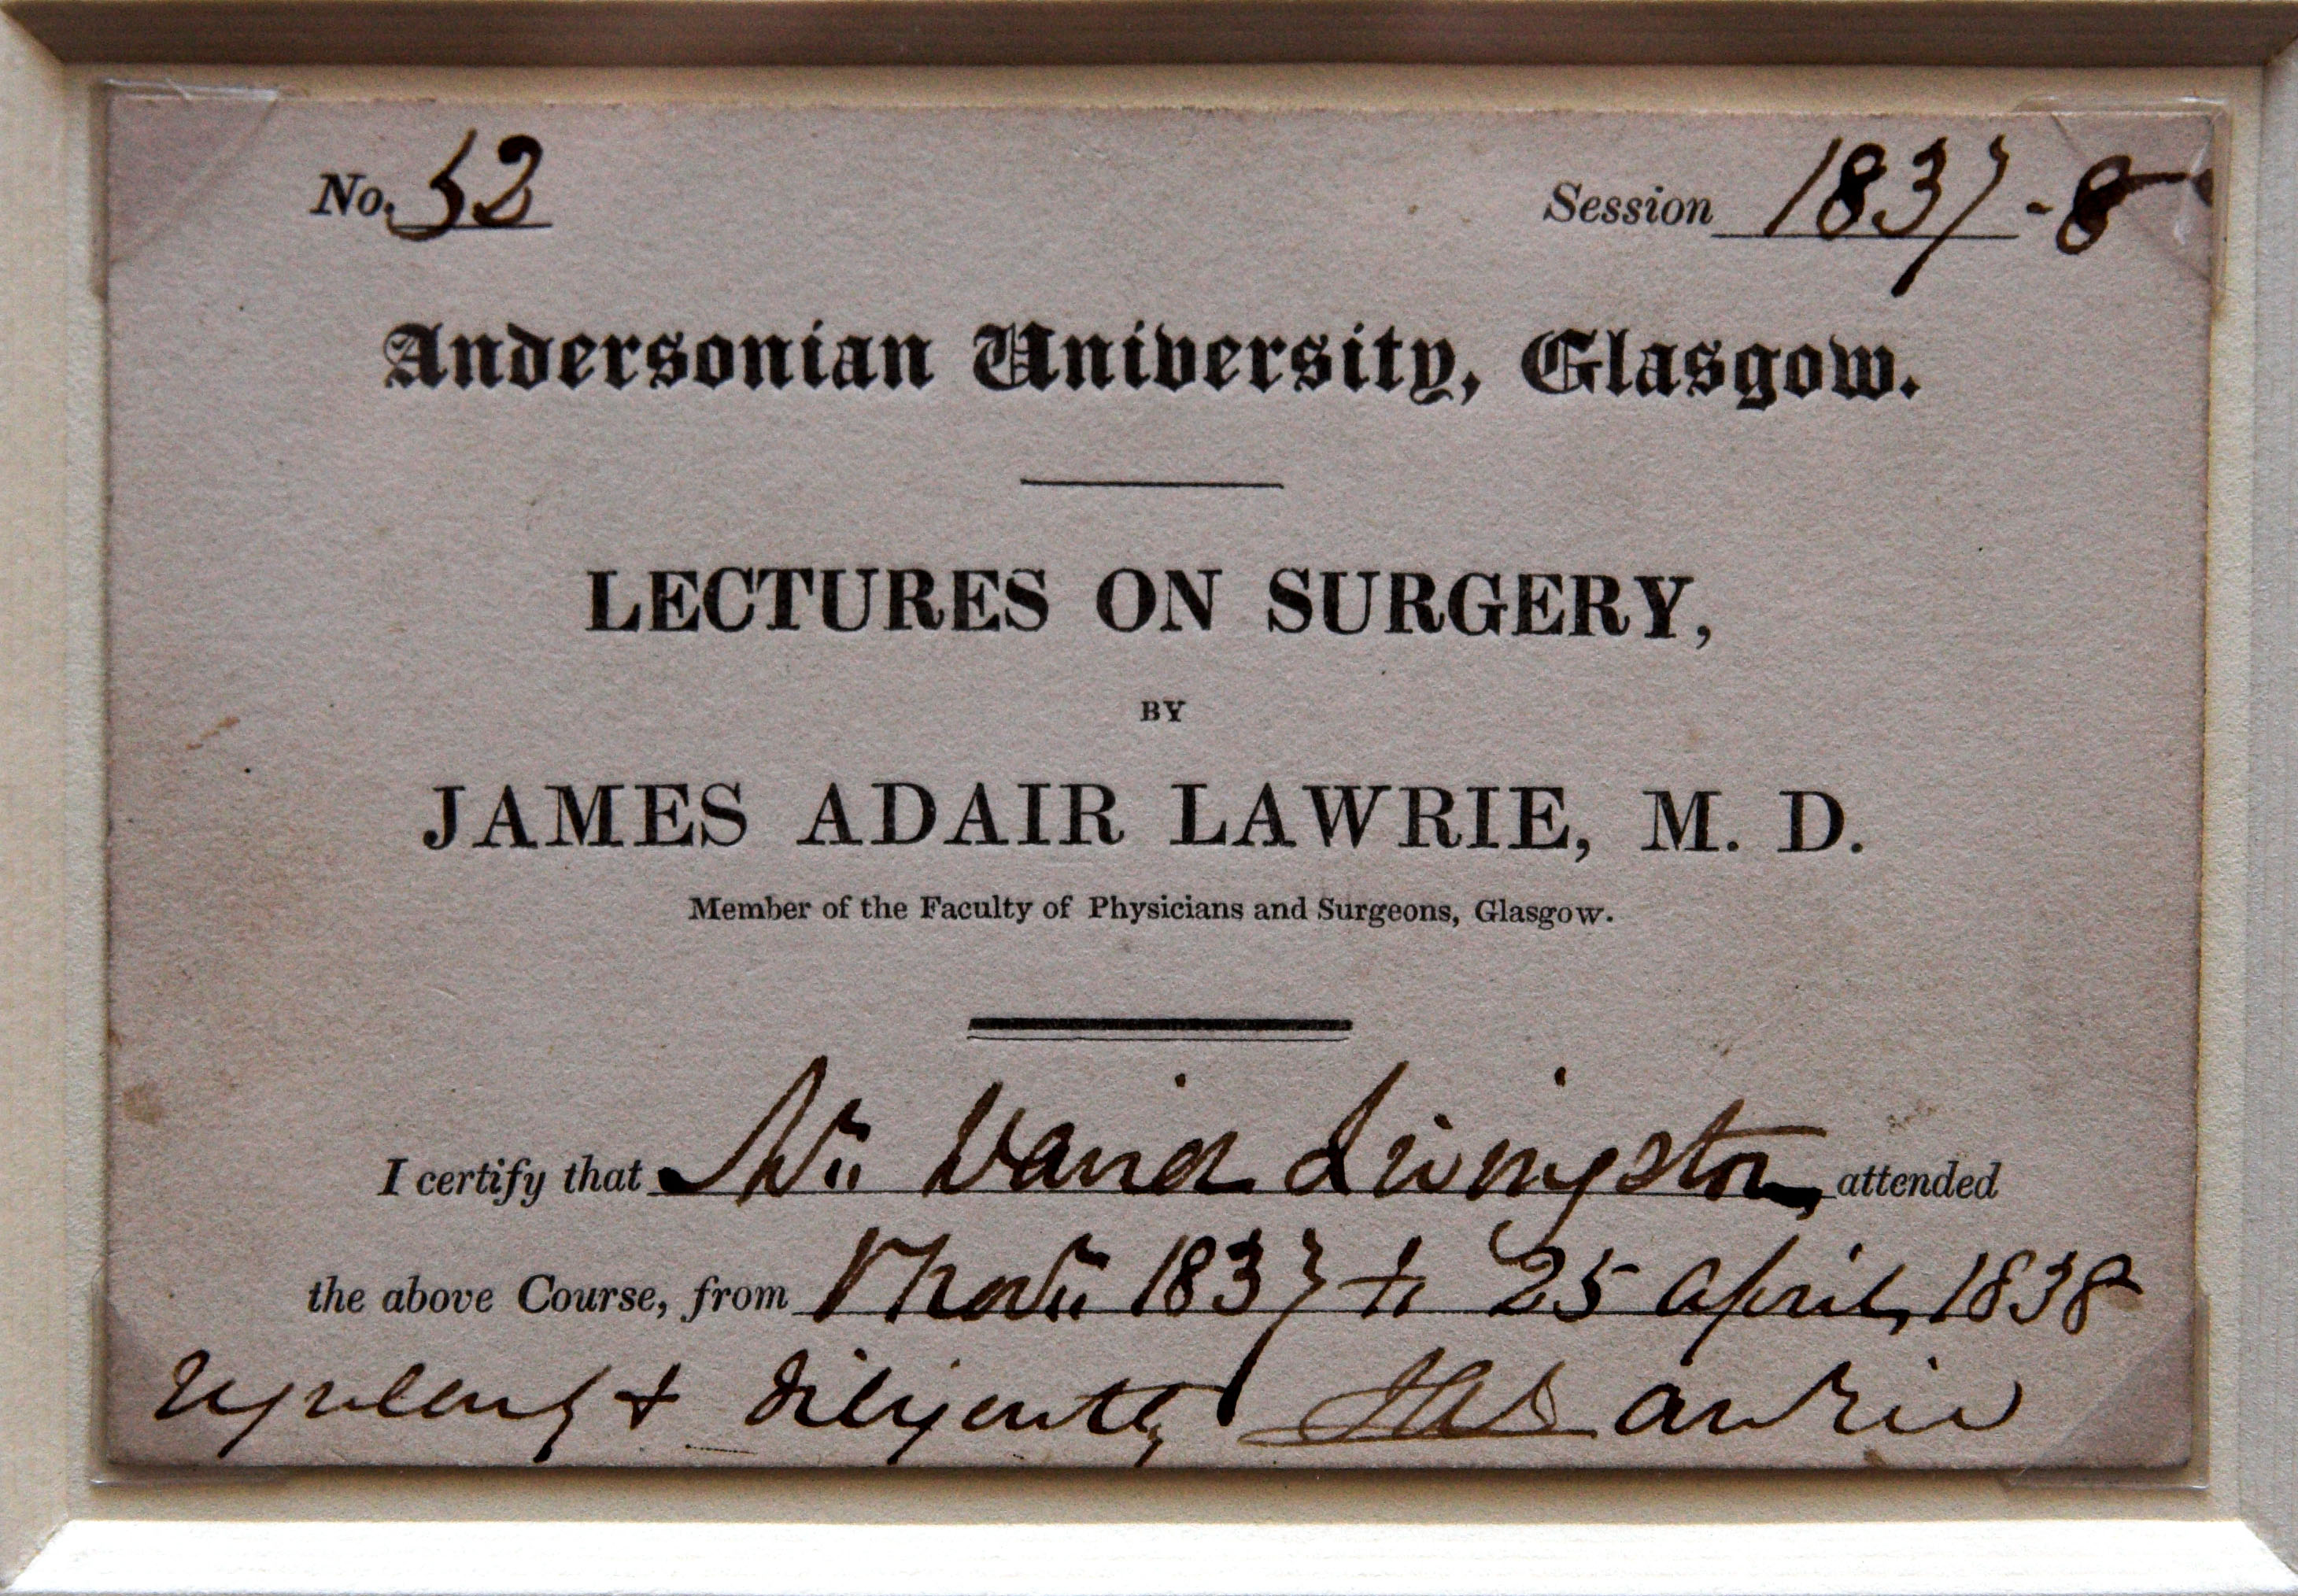 No. 52 Session 1837-8
Andersonian University, Glasgow.
LECTURES ON SURGERY,
BY
JAMES ADAIR LAWRIE, M. D.
Member of the Faculty of Physicians and Surgeons, Glasgow.
I certify that Mr. David Livingston, attended
the above Course, from Novr. 1837 to 25 April, 1838
regularly + diligently JA Lawrie